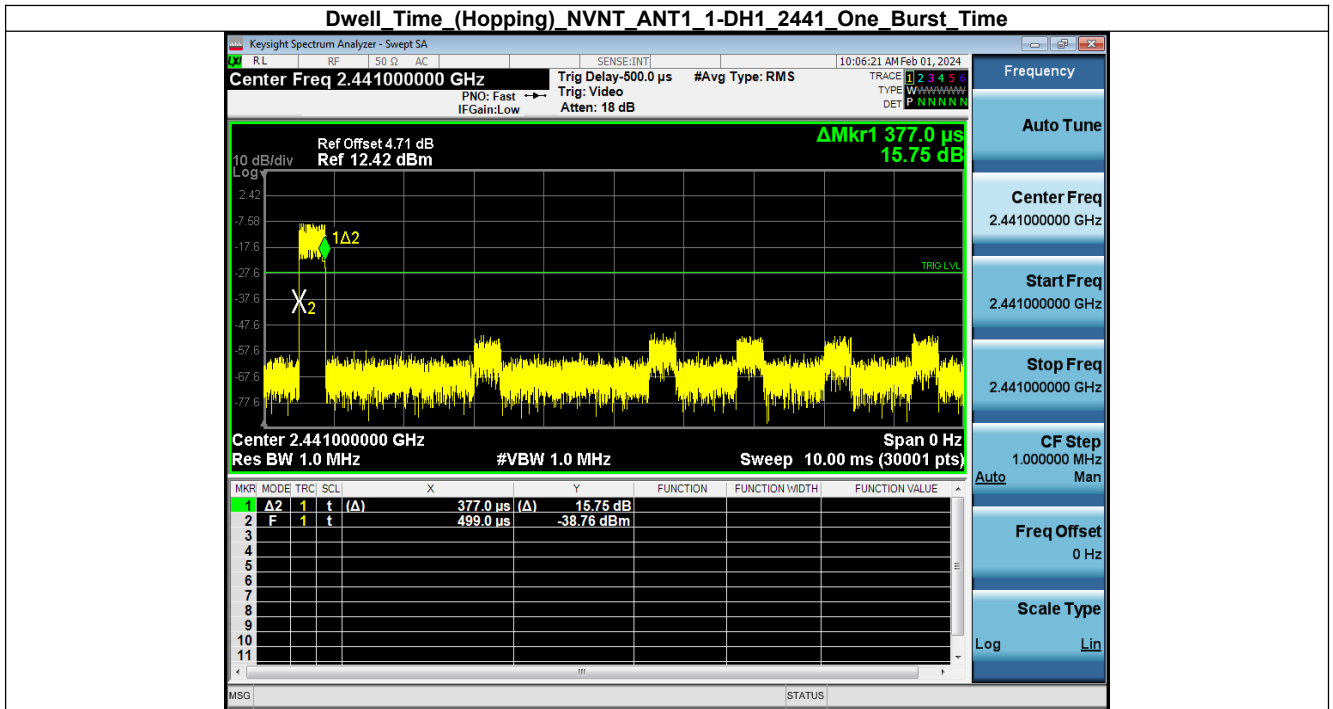 Dwell_Time_(Hopping)_NVNT_ANT1_1-DH1_2441_One_Burst_Time
Keysight Spectrum Analyzer - Swept SA
LXI RL RF 50 Ω AC SENSE:INT 10:06:21 AM Feb 01, 2024
Center Freq 2.441000000 GHz
Trig Delay-500.0 µs #Avg Type: RMS
TRACE 1 2 3 4 5 6
PNO: Fast Trig: Video
TYPE WWWWWW
IFGain:Low Atten: 18 dB
DET P N N N N N
ΔMkr1 377.0 µs
15.75 dB
Ref Offset 4.71 dB
10 dB/div Ref 12.42 dBm
Log
2.42
-7.58
-17.6
-27.6
-37.6
-47.6
-57.6
-67.6
-77.6
1Δ2
TRIG LVL
X2
Center 2.441000000 GHz Span 0 Hz
Res BW 1.0 MHz #VBW 1.0 MHz Sweep 10.00 ms (30001 pts)
MKR MODE TRC SCL X Y FUNCTION FUNCTION WIDTH FUNCTION VALUE
1 Δ2 1 t (Δ) 377.0 µs (Δ) 15.75 dB
2 F 1 t 499.0 µs -38.76 dBm
3
4
5
6
7
8
9
10
11
MSG STATUS
Frequency
Auto Tune
Center Freq
2.441000000 GHz
Start Freq
2.441000000 GHz
Stop Freq
2.441000000 GHz
CF Step
1.000000 MHz
Auto Man
Freq Offset
0 Hz
Scale Type
Log Lin